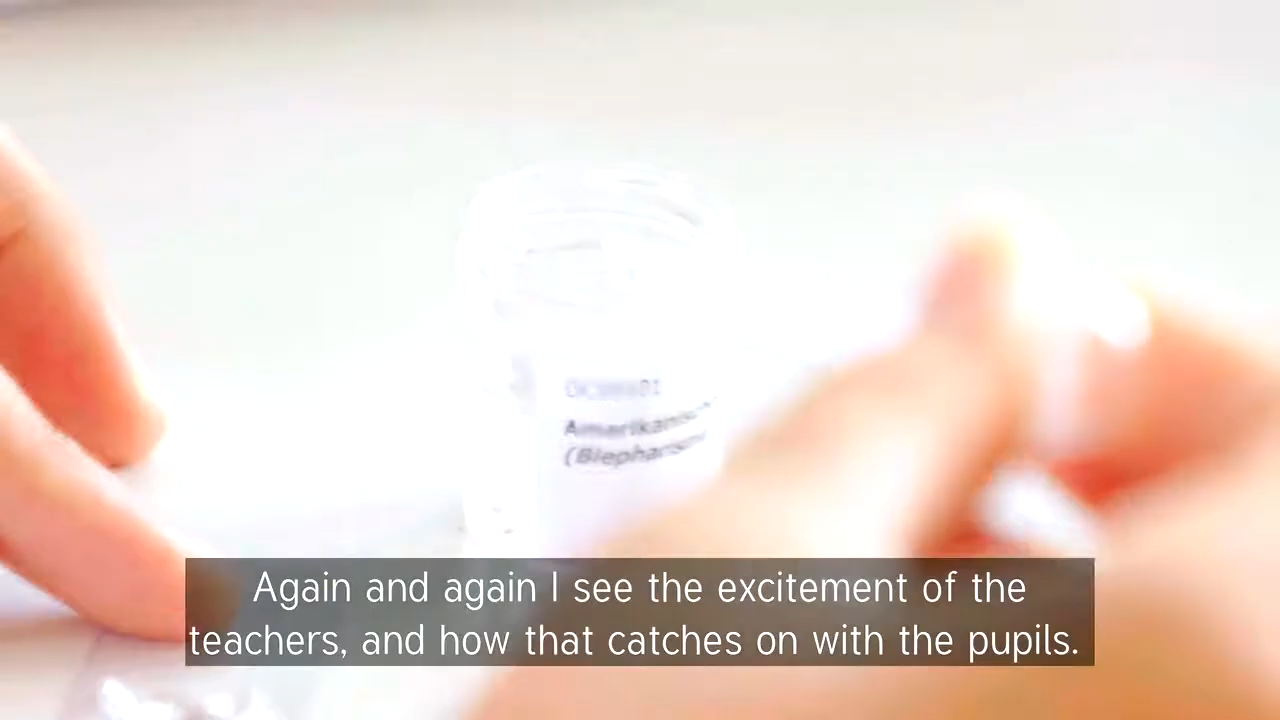 Again and again I see the excitement of the
teachers, and how that catches on with the pupils.